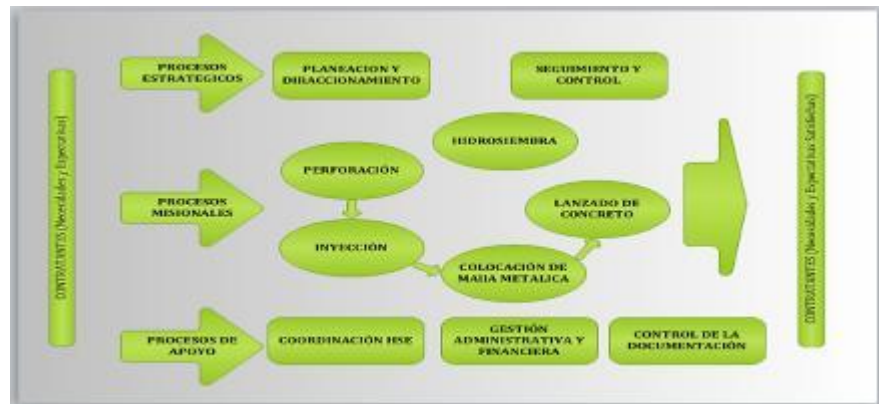 CONTRATANTES (Necesidades y Expectativas)
PROCESOS
ESTRATEGICOS
PLANEACION Y
DIRACCIONAMIENTO
SEGUIMIENTO Y
CONTROL
HIDROSIEMBRA
PERFORACIÓN
PROCESOS
MISIONALES
LANZADO DE
CONCRETO
INYECCIÓN
COLOCACIÓN DE
MALLA METALICA
PROCESOS DE
APOYO
COORDINACIÓN HSE
GESTIÓN
ADMINISTRATIVA Y
FINANCIERA
CONTROL DE LA
DOCUMENTACIÓN
CONTRATANTES (Necesidades y Expectativas Satisfechas)